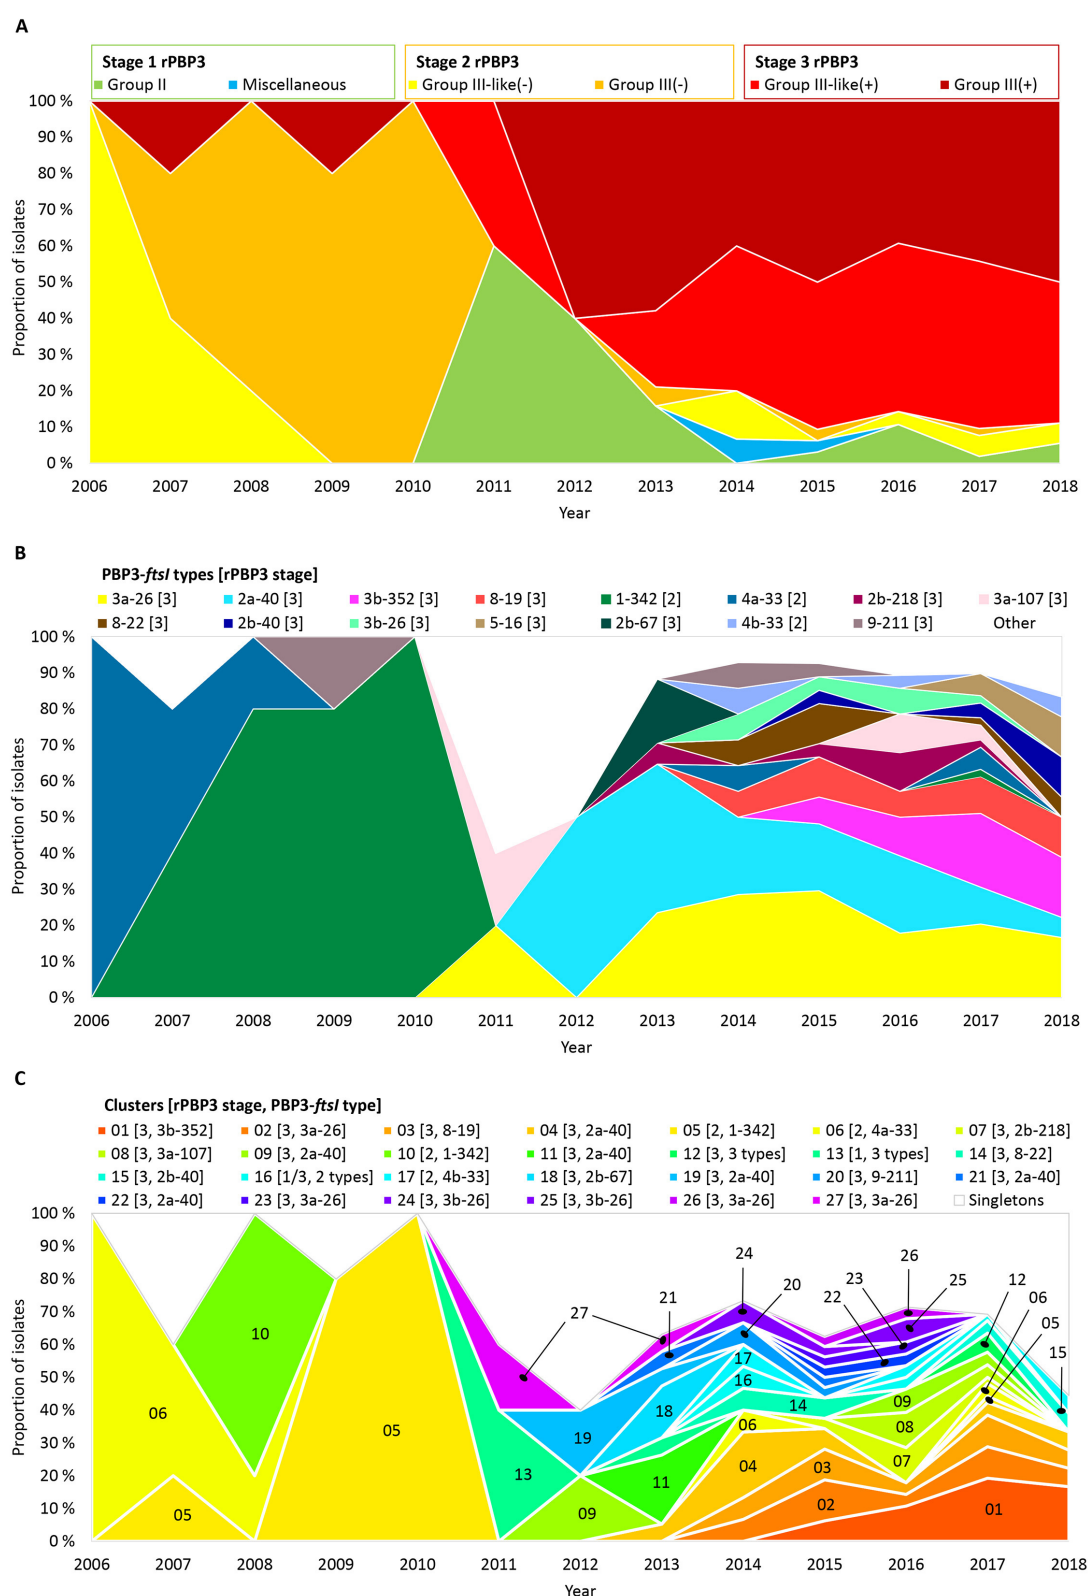 A
Stage 1 rPBP3 Stage 2 rPBP3 Stage 3 rPBP3
Group II Miscellaneous Group III-like(-) Group III(-) Group III-like(+) Group III(+)
100 %
90 %
80 %
70 %
60 %
50 %
40 %
30 %
20 %
10 %
0 %
Proportion of isolates
2006 2007 2008 2009 2010 2011 2012 2013 2014 2015 2016 2017 2018
Year
B
PBP3-ftsI types [rPBP3 stage]
3a-26 [3] 2a-40 [3] 3b-352 [3] 8-19 [3] 1-342 [2] 4a-33 [2] 2b-218 [3] 3a-107 [3]
8-22 [3] 2b-40 [3] 3b-26 [3] 5-16 [3] 2b-67 [3] 4b-33 [2] 9-211 [3] Other
100 %
90 %
80 %
70 %
60 %
50 %
40 %
30 %
20 %
10 %
0 %
Proportion of isolates
2006 2007 2008 2009 2010 2011 2012 2013 2014 2015 2016 2017 2018
Year
C
Clusters [rPBP3 stage, PBP3-ftsI type]
01 [3, 3b-352] 02 [3, 3a-26] 03 [3, 8-19] 04 [3, 2a-40] 05 [2, 1-342] 06 [2, 4a-33] 07 [3, 2b-218]
08 [3, 3a-107] 09 [3, 2a-40] 10 [2, 1-342] 11 [3, 2a-40] 12 [3, 3 types] 13 [1, 3 types] 14 [3, 8-22]
15 [3, 2b-40] 16 [1/3, 2 types] 17 [2, 4b-33] 18 [3, 2b-67] 19 [3, 2a-40] 20 [3, 9-211] 21 [3, 2a-40]
22 [3, 2a-40] 23 [3, 3a-26] 24 [3, 3b-26] 25 [3, 3b-26] 26 [3, 3a-26] 27 [3, 3a-26] Singletons
100 %
90 %
80 %
70 %
60 %
50 %
40 %
30 %
20 %
10 %
0 %
Proportion of isolates
24 26
20 23 25 12
21 22 06
27 05
10 17 15
06 16
18 14 09
19 06 08
13 04 03 07
05 11
05 09 02 01
2006 2007 2008 2009 2010 2011 2012 2013 2014 2015 2016 2017 2018
Year